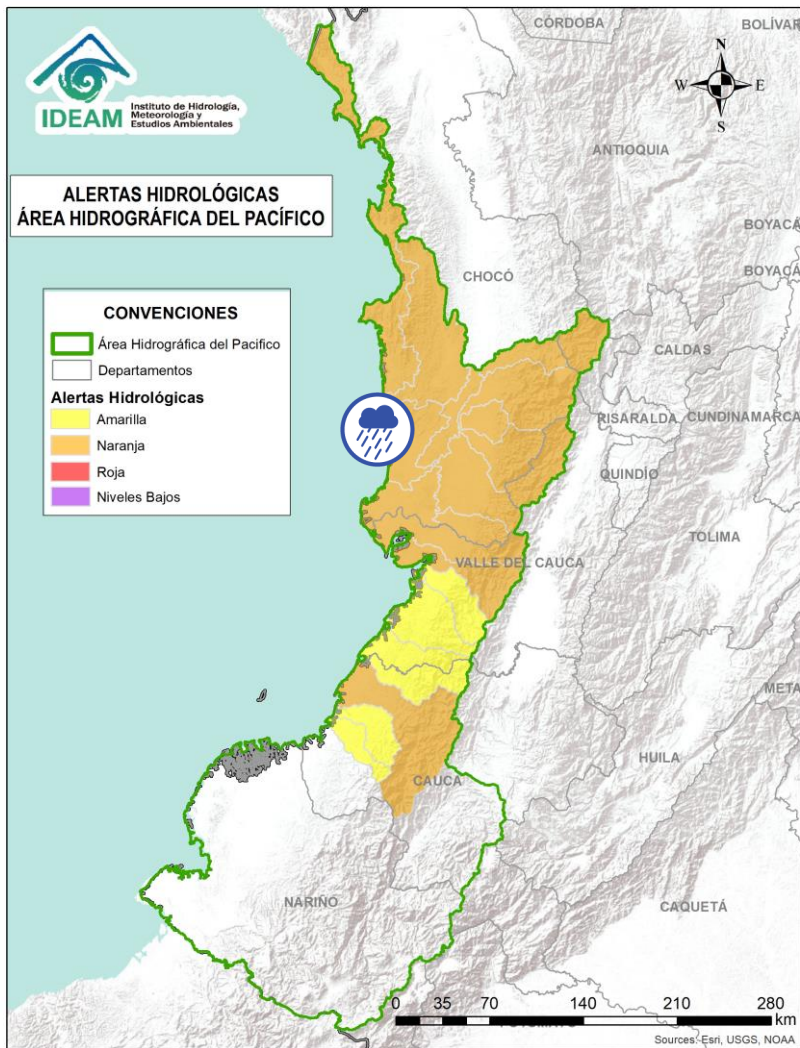 IDEAM
Instituto de Hidrología,
Meteorología y
Estudios Ambientales
ALERTAS HIDROLÓGICAS
ÁREA HIDROGRÁFICA DEL PACÍFICO
CONVENCIONES
Área Hidrográfica del Pacifico
Departamentos
Alertas Hidrológicas
Amarilla
Naranja
Roja
Niveles Bajos
N
W E
S
CÓRDOBA
BOLÍVAR
ANTIOQUIA
BOYACÁ
CHOCÓ
BOYACÁ
CALDAS
RISARALDA
CUNDINAMARCA
QUINDÍO
TOLIMA
VALLE DEL CAUCA
META
HUILA
CAUCA
NARIÑO
CAQUETÁ
0 35 70 140 210 280
km
Sources: Esri, USGS, NOAA